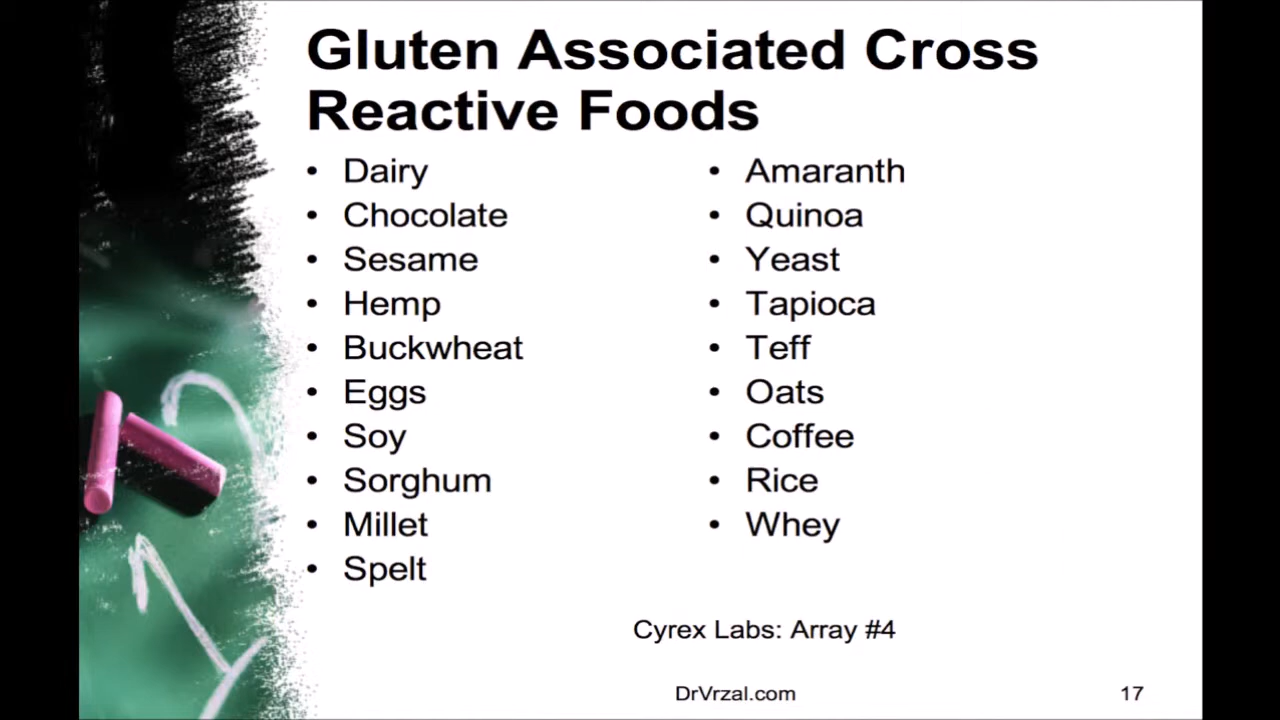 Gluten Associated Cross
Reactive Foods
• Dairy
• Chocolate
• Sesame
• Hemp
• Buckwheat
• Eggs
• Soy
• Sorghum
• Millet
• Spelt
• Amaranth
• Quinoa
• Yeast
• Tapioca
• Teff
• Oats
• Coffee
• Rice
• Whey
Cyrex Labs: Array #4
DrVrzal.com
17